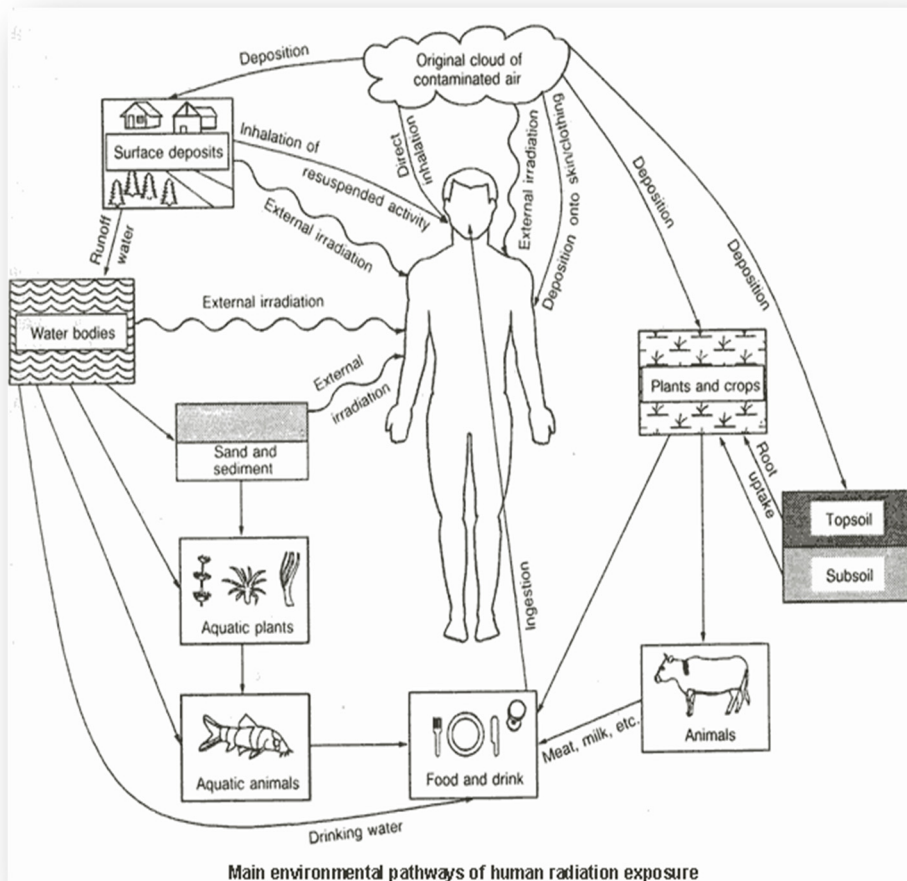 Original cloud of
contaminated air
Deposition
Surface deposits
Inhalation of
resuspended activity
Direct
inhalation
External irradiation
Deposition onto skin/clothing
Deposition
Deposition
External irradiation
Runoff
water
Water bodies
External irradiation
External
irradiation
Sand and
sediment
Plants and crops
Root
uptake
Topsoil
Subsoil
Aquatic plants
Ingestion
Aquatic animals
Food and drink
Meat, milk, etc.
Animals
Drinking water
Main environmental pathways of human radiation exposure